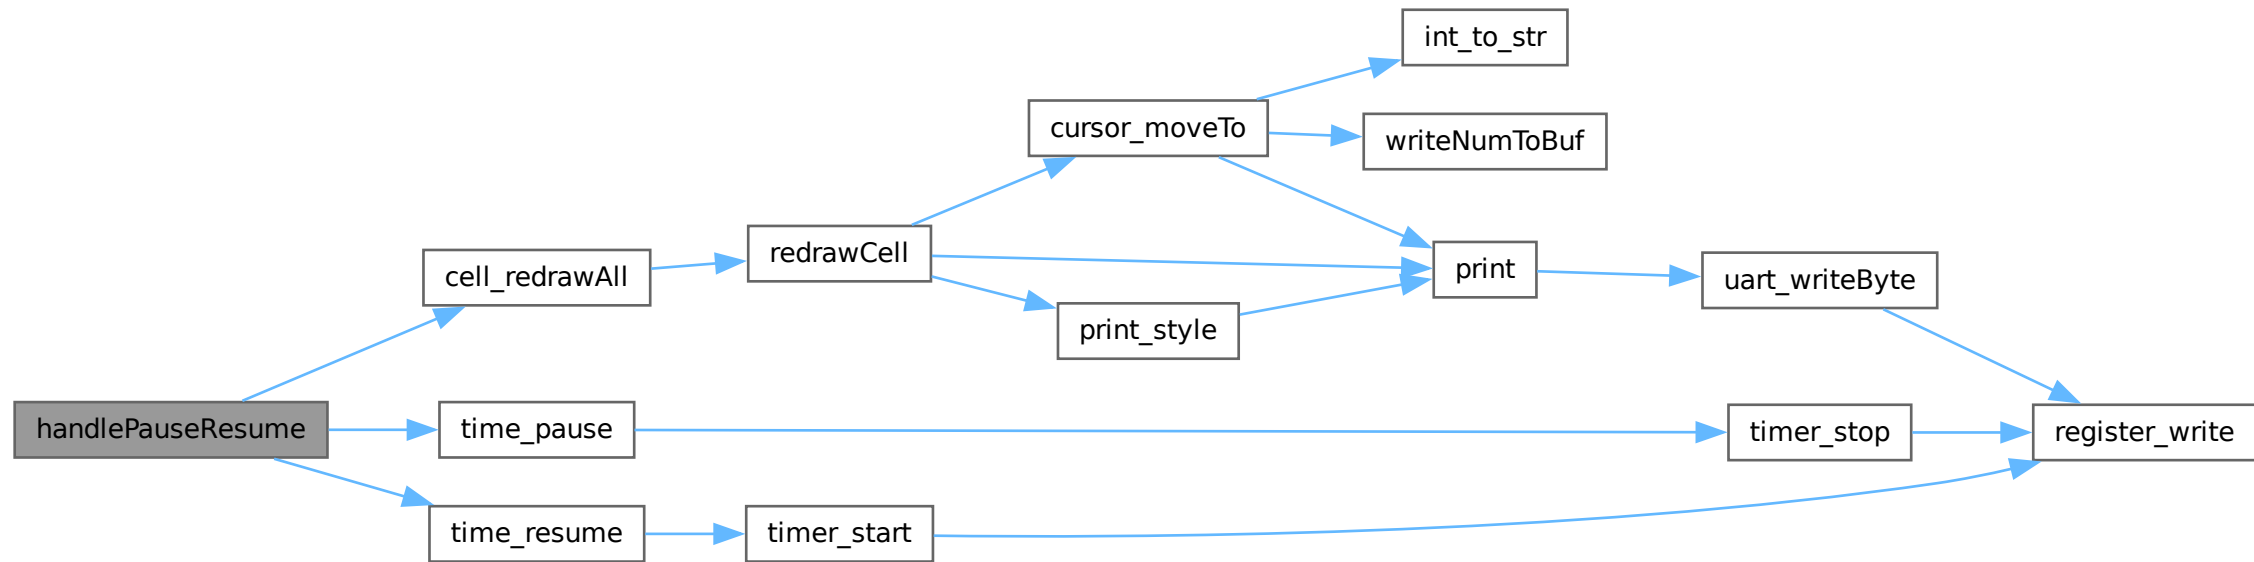 int_to_str
cursor_moveTo
writeNumToBuf
redrawCell
cell_redrawAll
print
uart_writeByte
print_style
handlePauseResume
time_pause
timer_stop
register_write
time_resume
timer_start